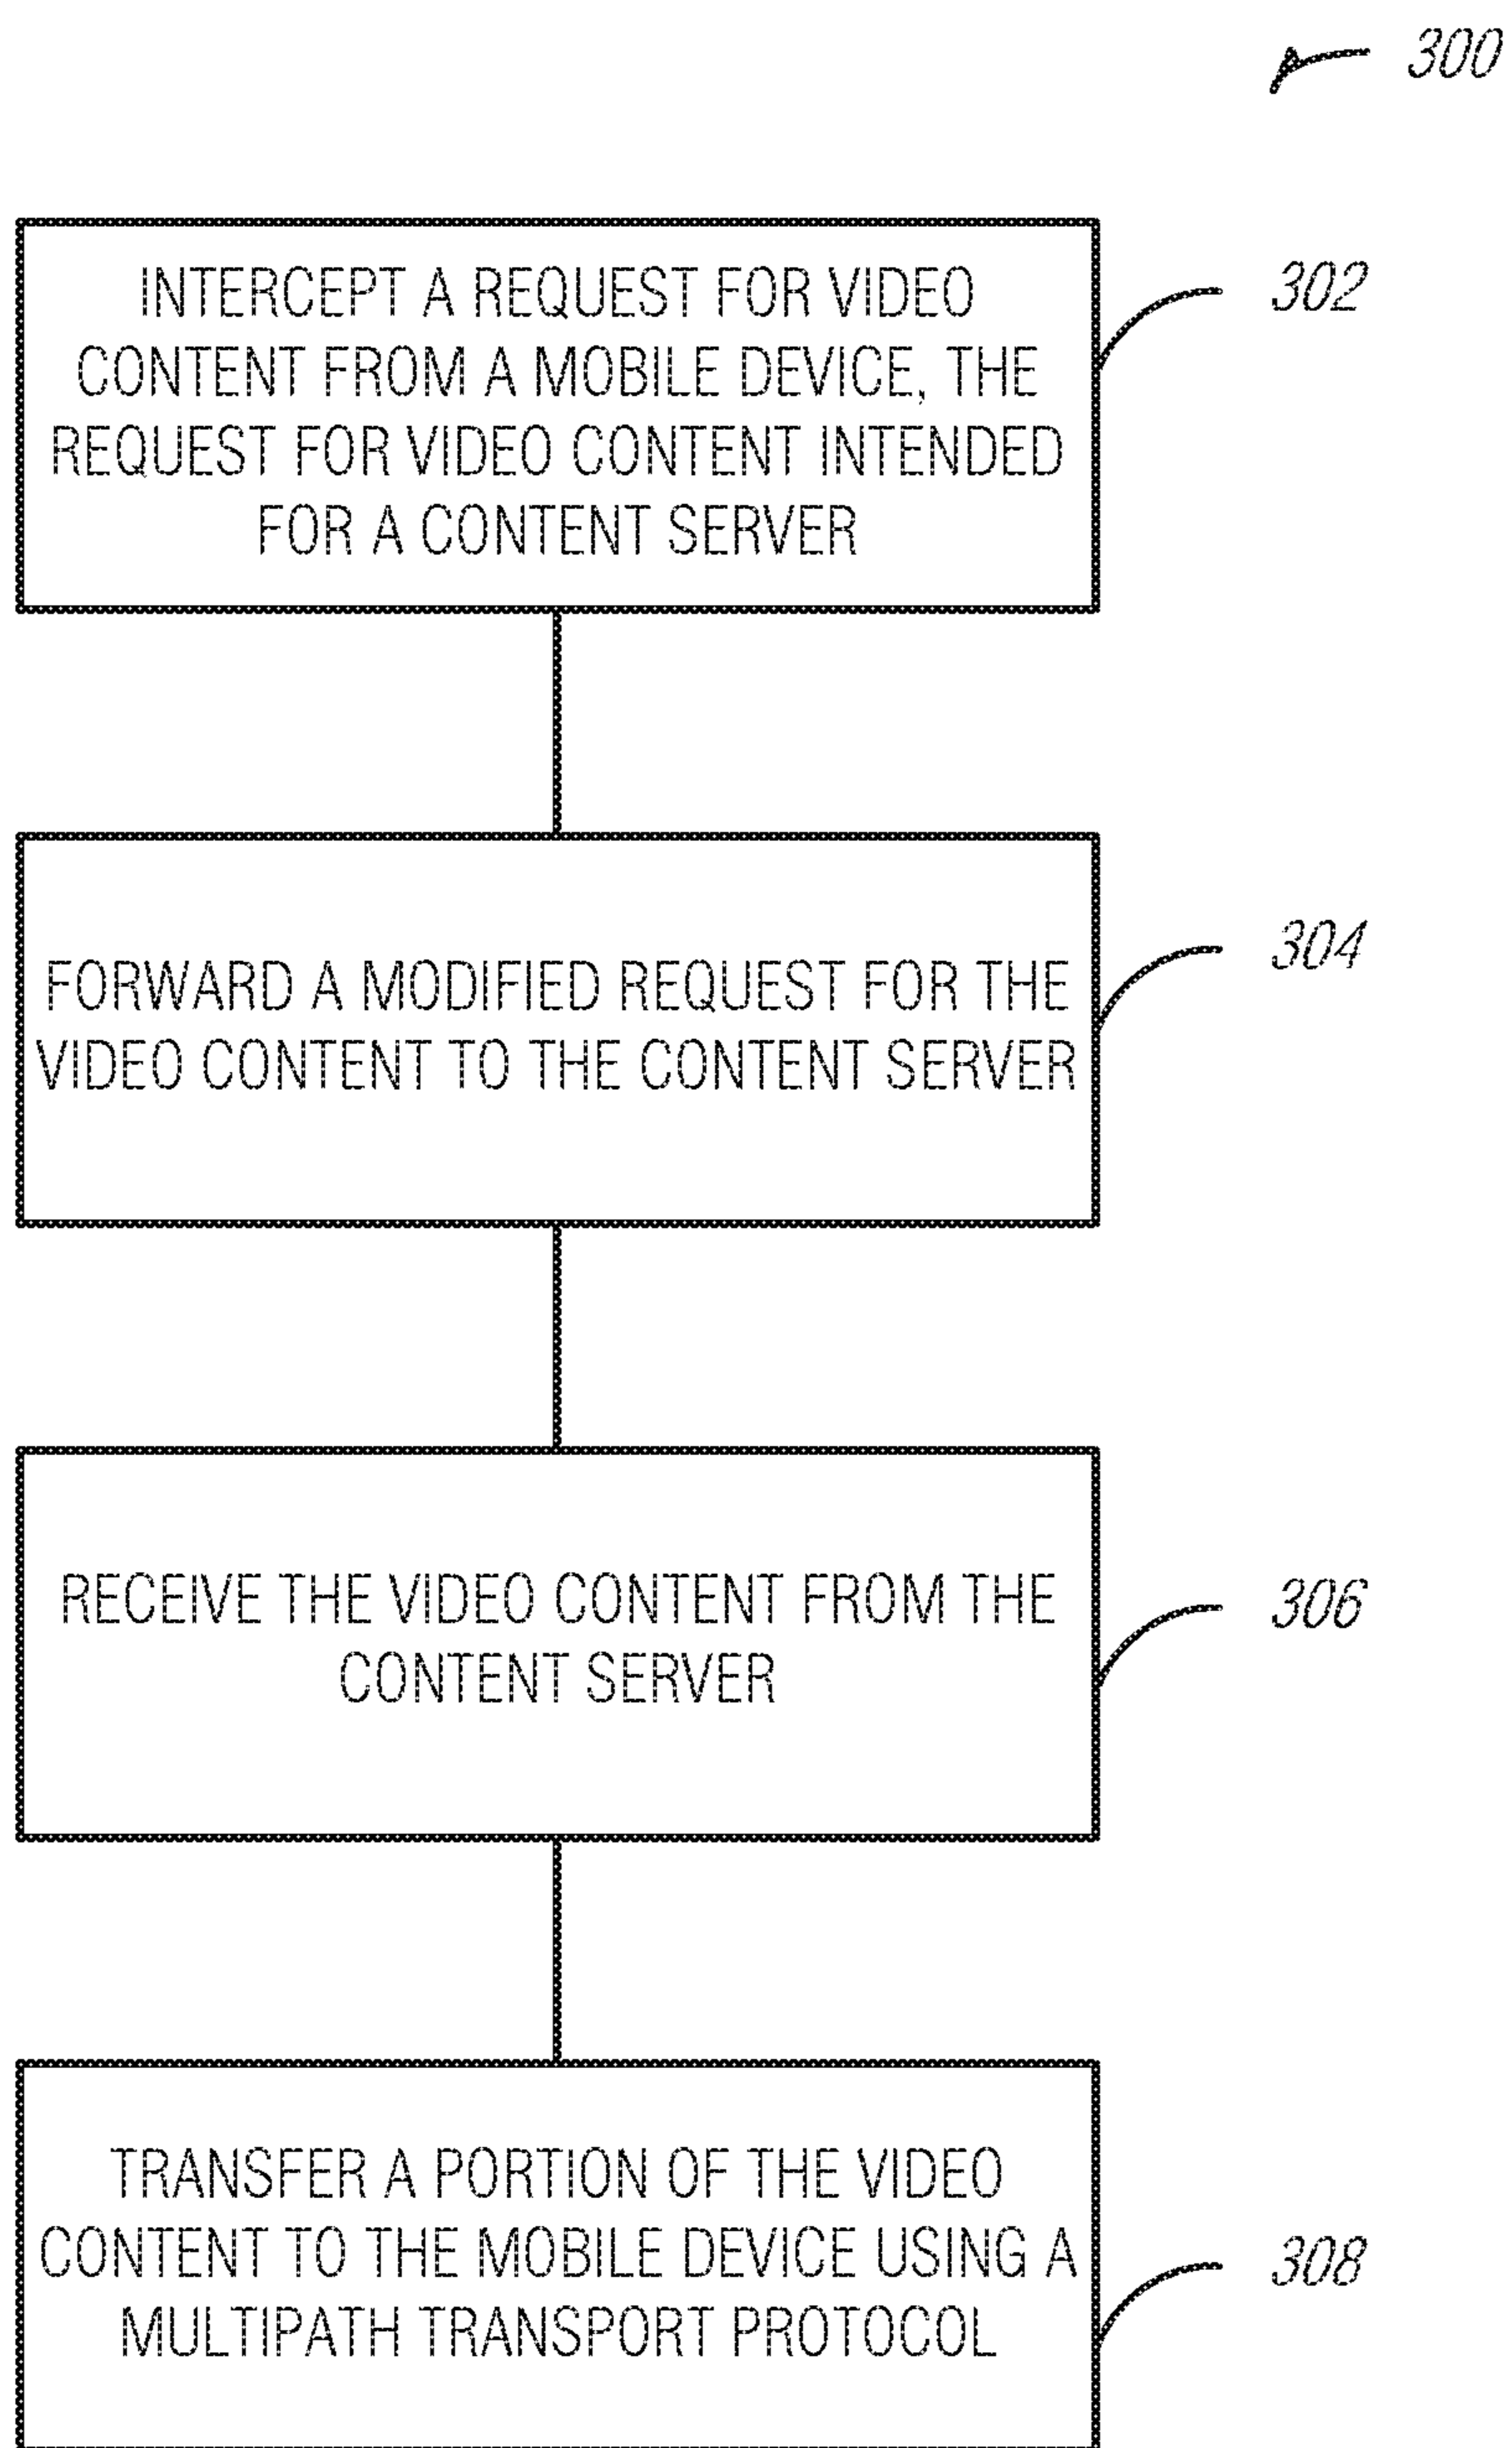 300
INTERCEPT A REQUEST FOR VIDEO
CONTENT FROM A MOBILE DEVICE, THE
REQUEST FOR VIDEO CONTENT INTENDED
FOR A CONTENT SERVER
302
FORWARD A MODIFIED REQUEST FOR THE
VIDEO CONTENT TO THE CONTENT SERVER
304
RECEIVE THE VIDEO CONTENT FROM THE
CONTENT SERVER
306
TRANSFER A PORTION OF THE VIDEO
CONTENT TO THE MOBILE DEVICE USING A
MULTIPATH TRANSPORT PROTOCOL
308